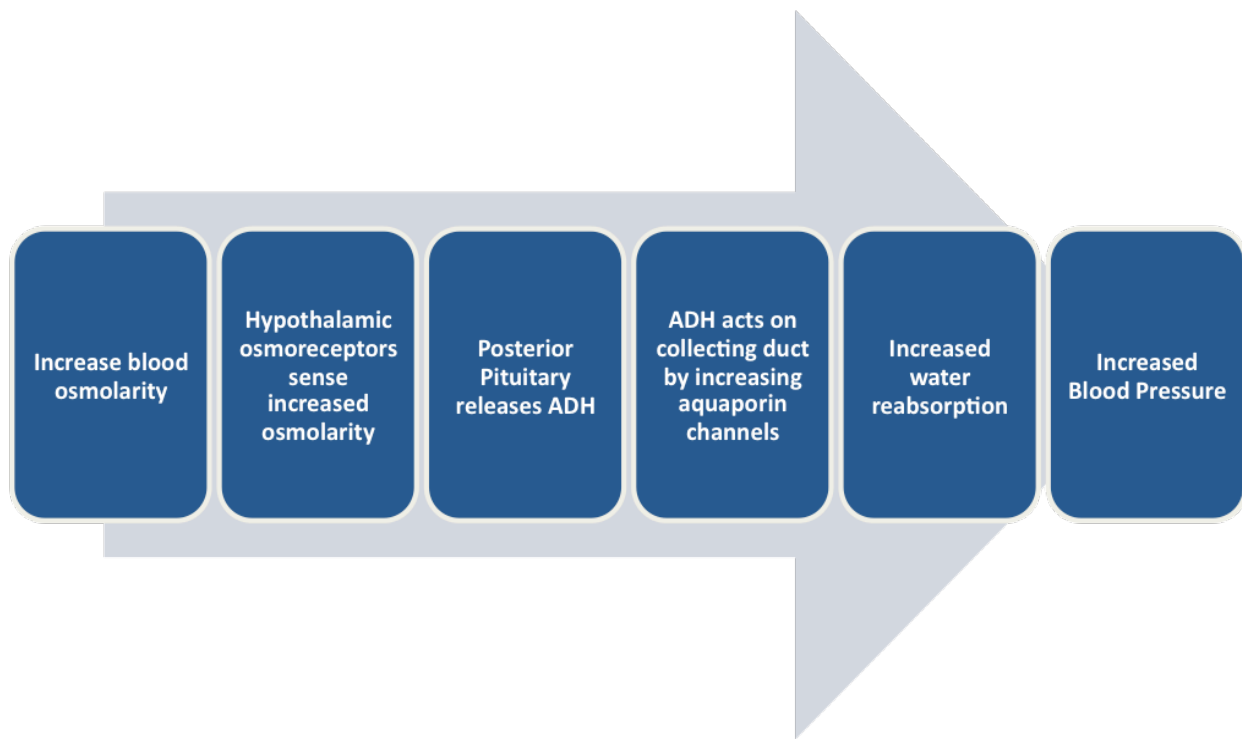 Increase blood
osmolarity
Hypothalamic
osmoreceptors
sense
increased
osmolarity
Posterior
Pituitary
releases ADH
ADH acts on
collecting duct
by increasing
aquaporin
channels
Increased
water
reabsorption
Increased
Blood Pressure